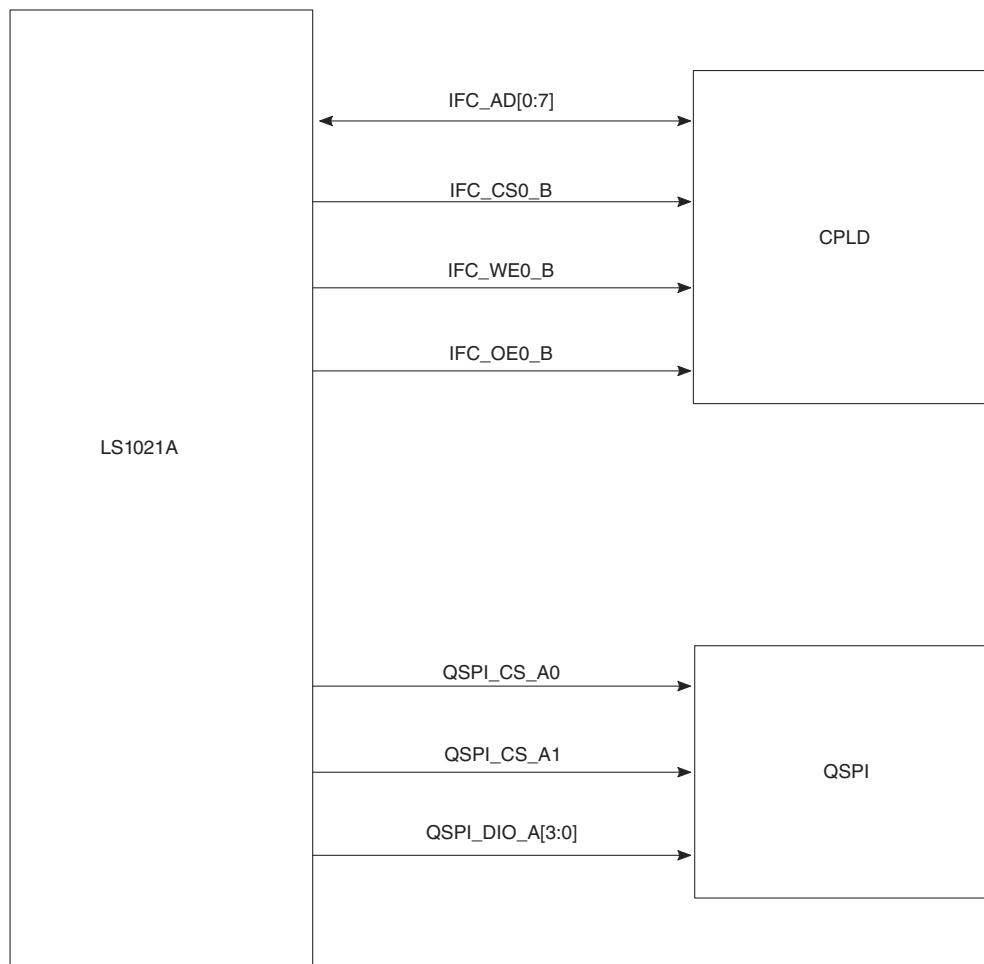 IFC_AD[0:7]
IFC_CS0_B
CPLD
IFC_WE0_B
IFC_OE0_B
LS1021A
QSPI_CS_A0
QSPI_CS_A1
QSPI
QSPI_DIO_A[3:0]